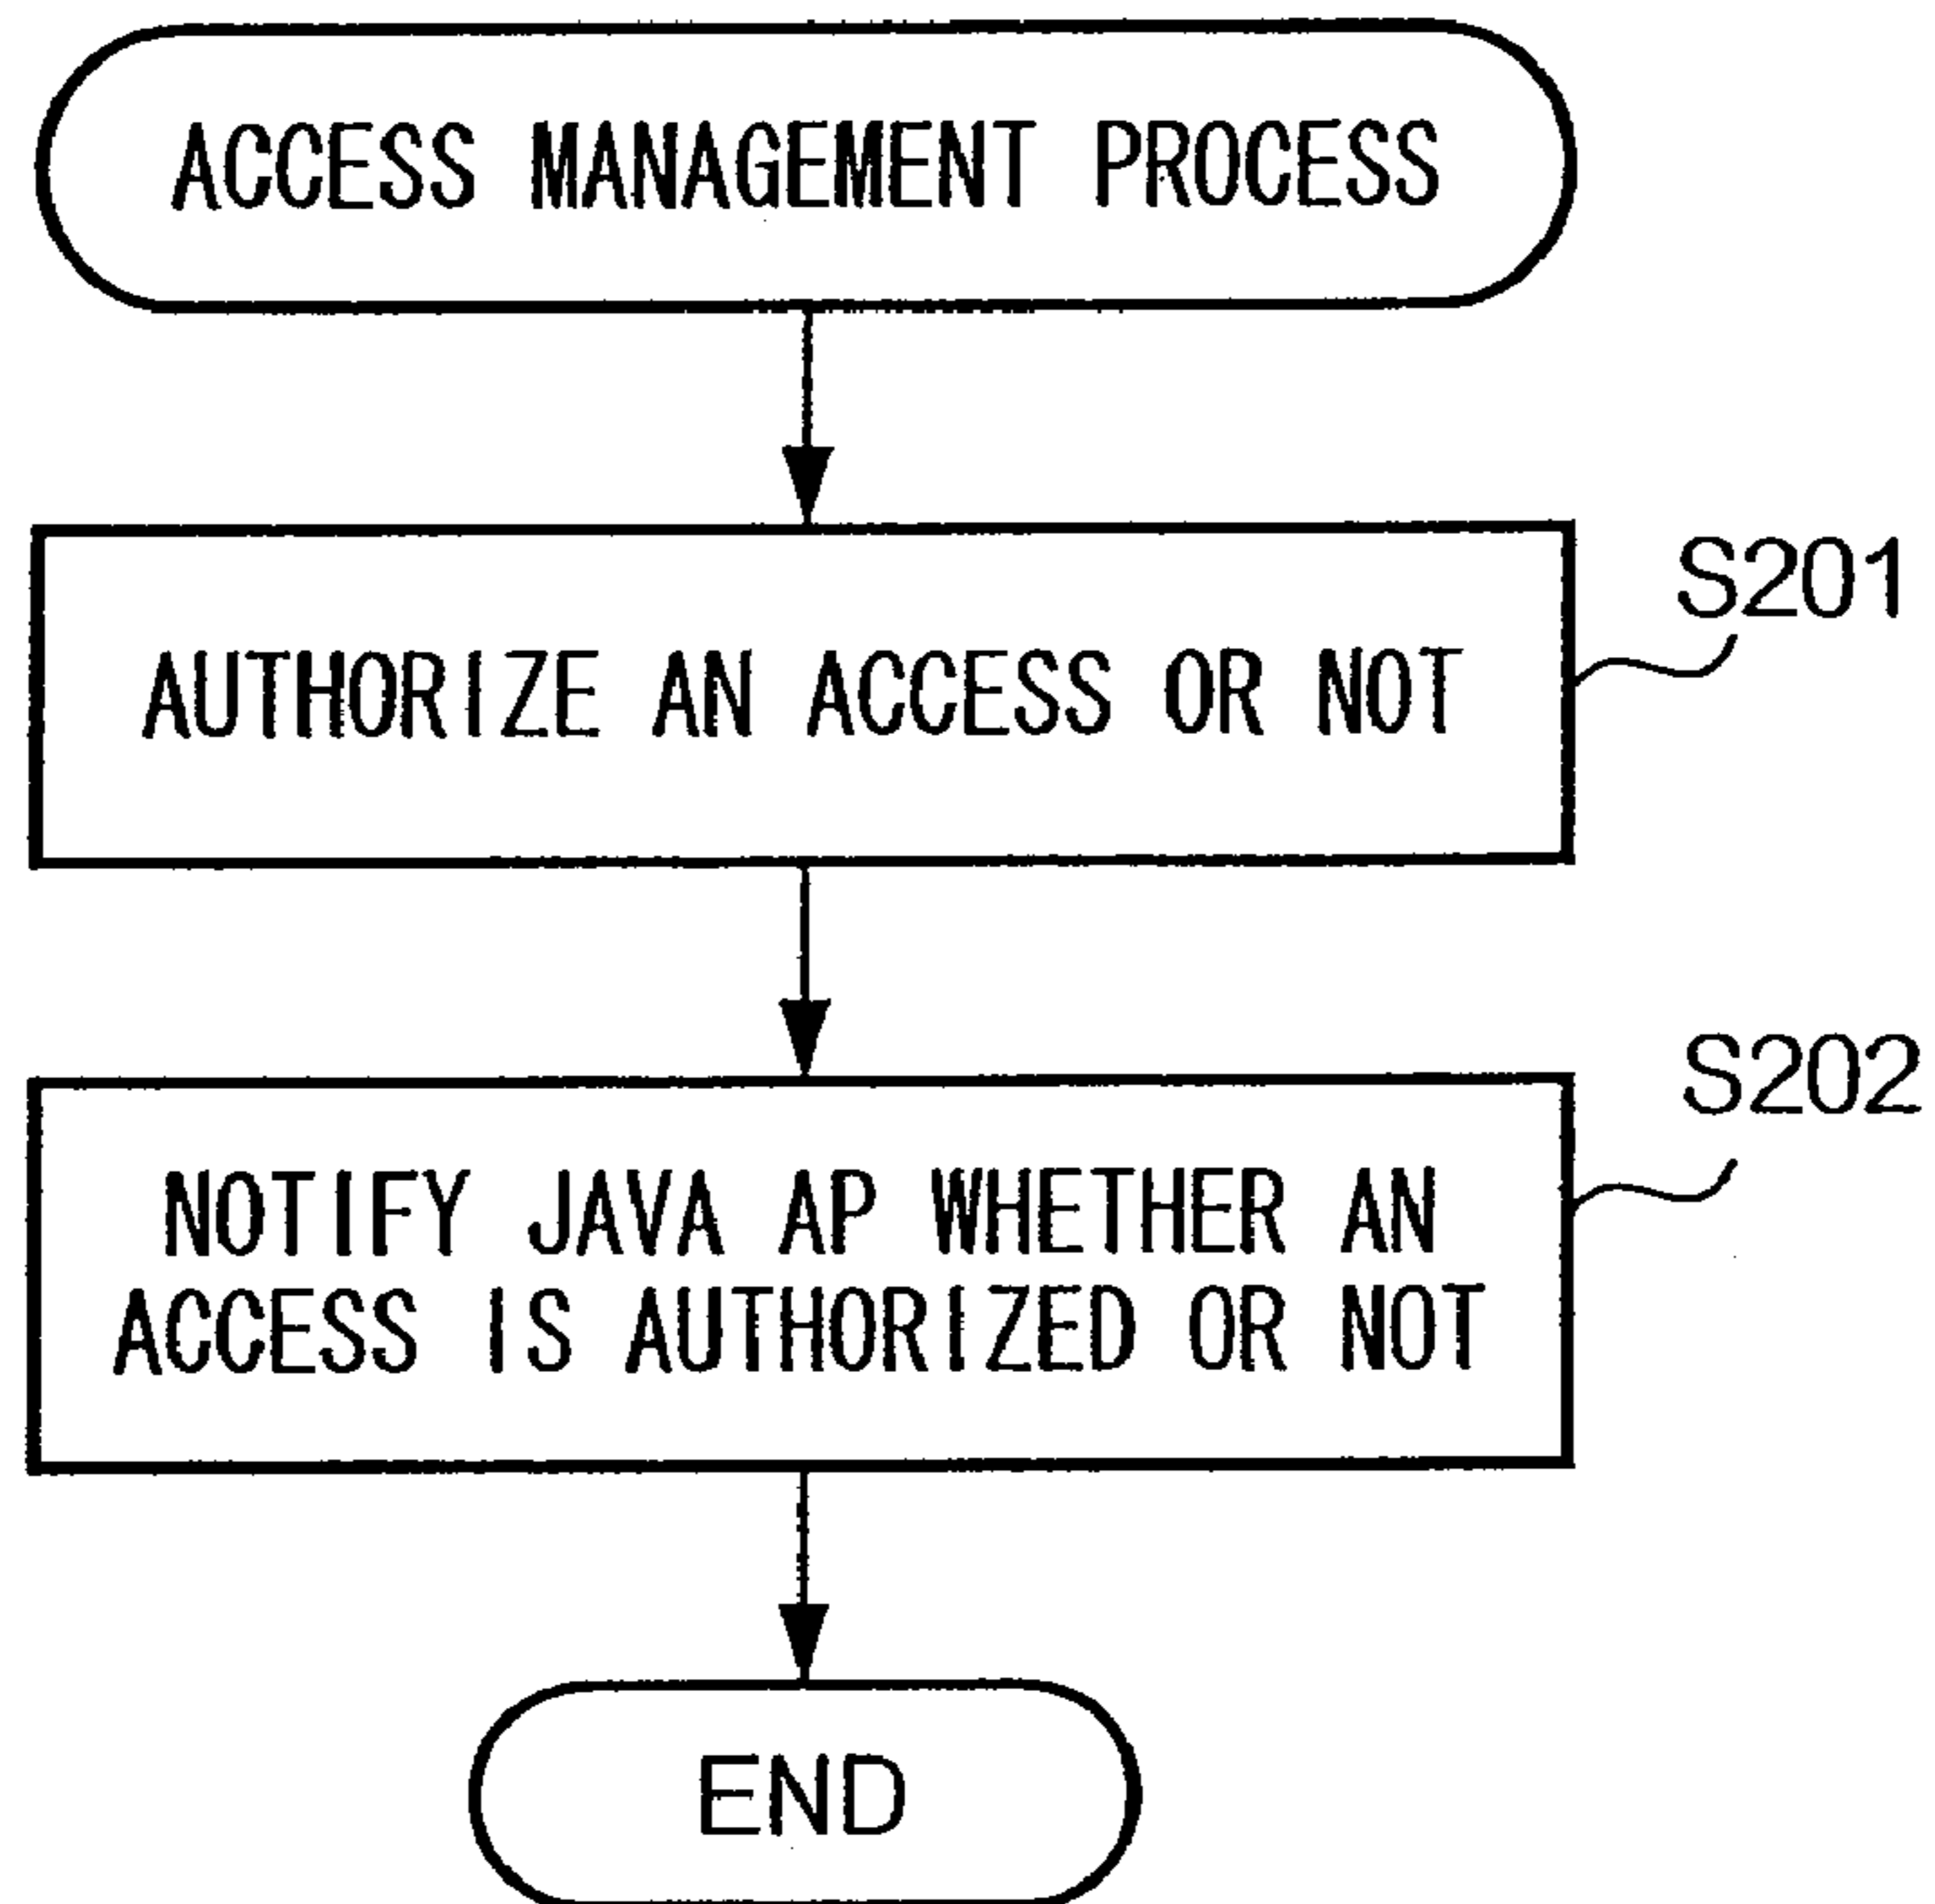 ACCESS MANAGEMENT PROCESS
AUTHORIZE AN ACCESS OR NOT
S201
NOTIFY JAVA AP WHETHER AN
ACCESS IS AUTHORIZED OR NOT
S202
END